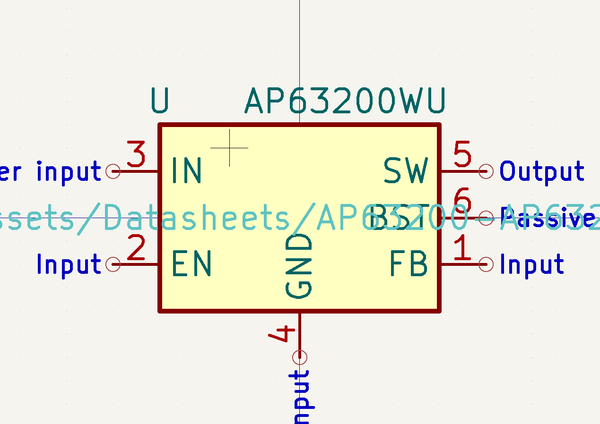 U AP63200WU
er input 3 IN SW 5 Output
ssets/Datasheets/AP63200-AP632
BST 6 Passive
Input 2 EN FB 1 Input
GND
4
nput